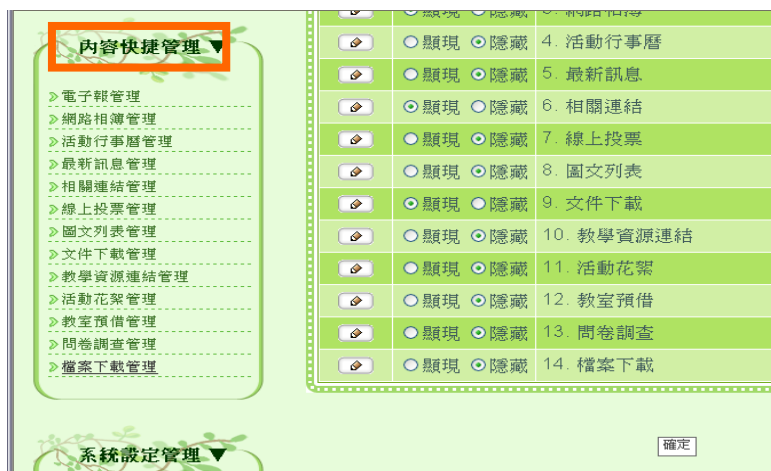 內容快捷管理▼
»電子報管理
»網路相簿管理
»活動行事曆管理
»最新訊息管理
»相關連結管理
»線上投票管理
»圖文列表管理
»文件下載管理
»教學資源連結管理
»活動花絮管理
»教室預借管理
»問卷調查管理
»檔案下載管理
系統設定管理▼
顯現 隱藏 3. 網路相簿
顯現 隱藏 4. 活動行事曆
顯現 隱藏 5. 最新訊息
顯現 隱藏 6. 相關連結
顯現 隱藏 7. 線上投票
顯現 隱藏 8. 圖文列表
顯現 隱藏 9. 文件下載
顯現 隱藏 10. 教學資源連結
顯現 隱藏 11. 活動花絮
顯現 隱藏 12. 教室預借
顯現 隱藏 13. 問卷調查
顯現 隱藏 14. 檔案下載
確定